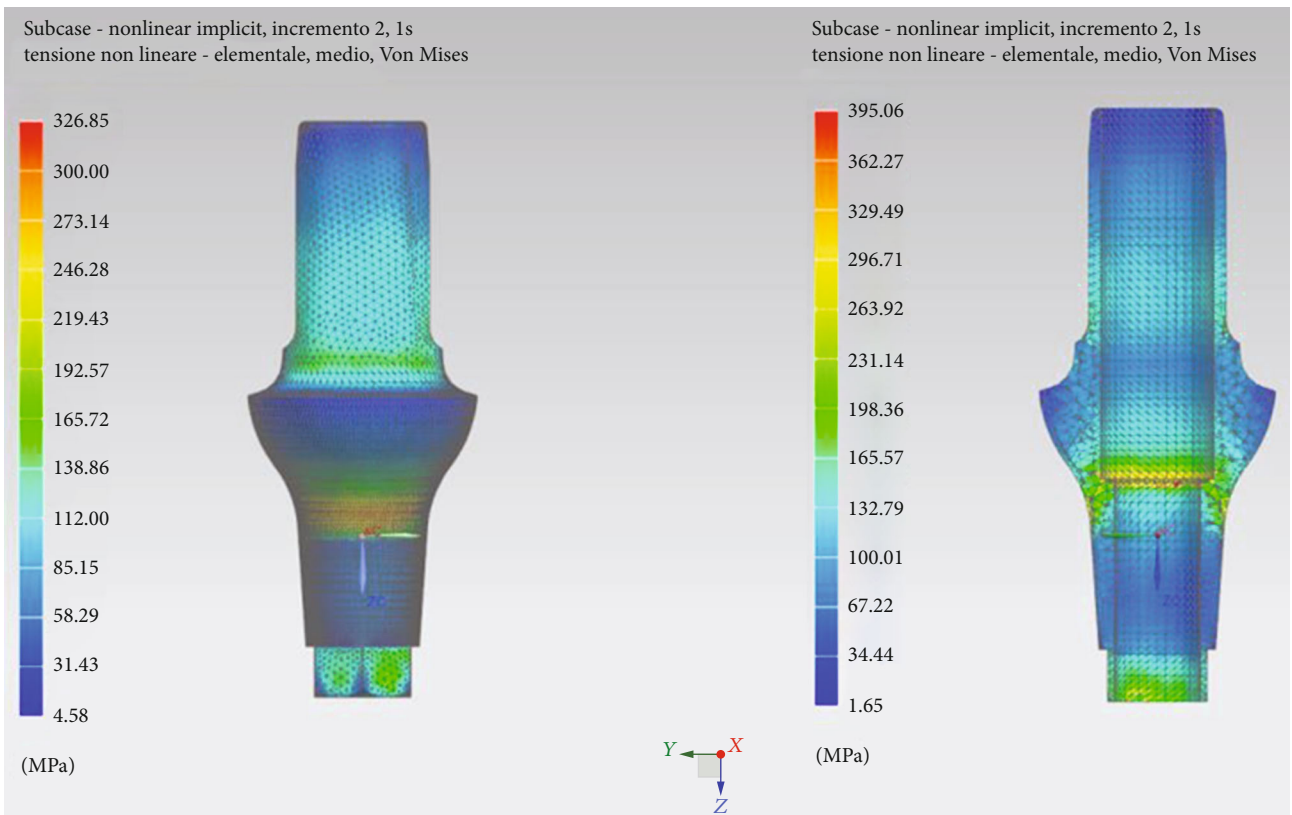 Subcase - nonlinear implicit, incremento 2, 1s
tensione non lineare - elementale, medio, Von Mises
326.85
300.00
273.14
246.28
219.43
192.57
165.72
138.86
112.00
85.15
58.29
31.43
4.58
(MPa)
ZC
Subcase - nonlinear implicit, incremento 2, 1s
tensione non lineare - elementale, medio, Von Mises
395.06
362.27
329.49
296.71
263.92
231.14
198.36
165.57
132.79
100.01
67.22
34.44
1.65
(MPa)
Y
X
Z